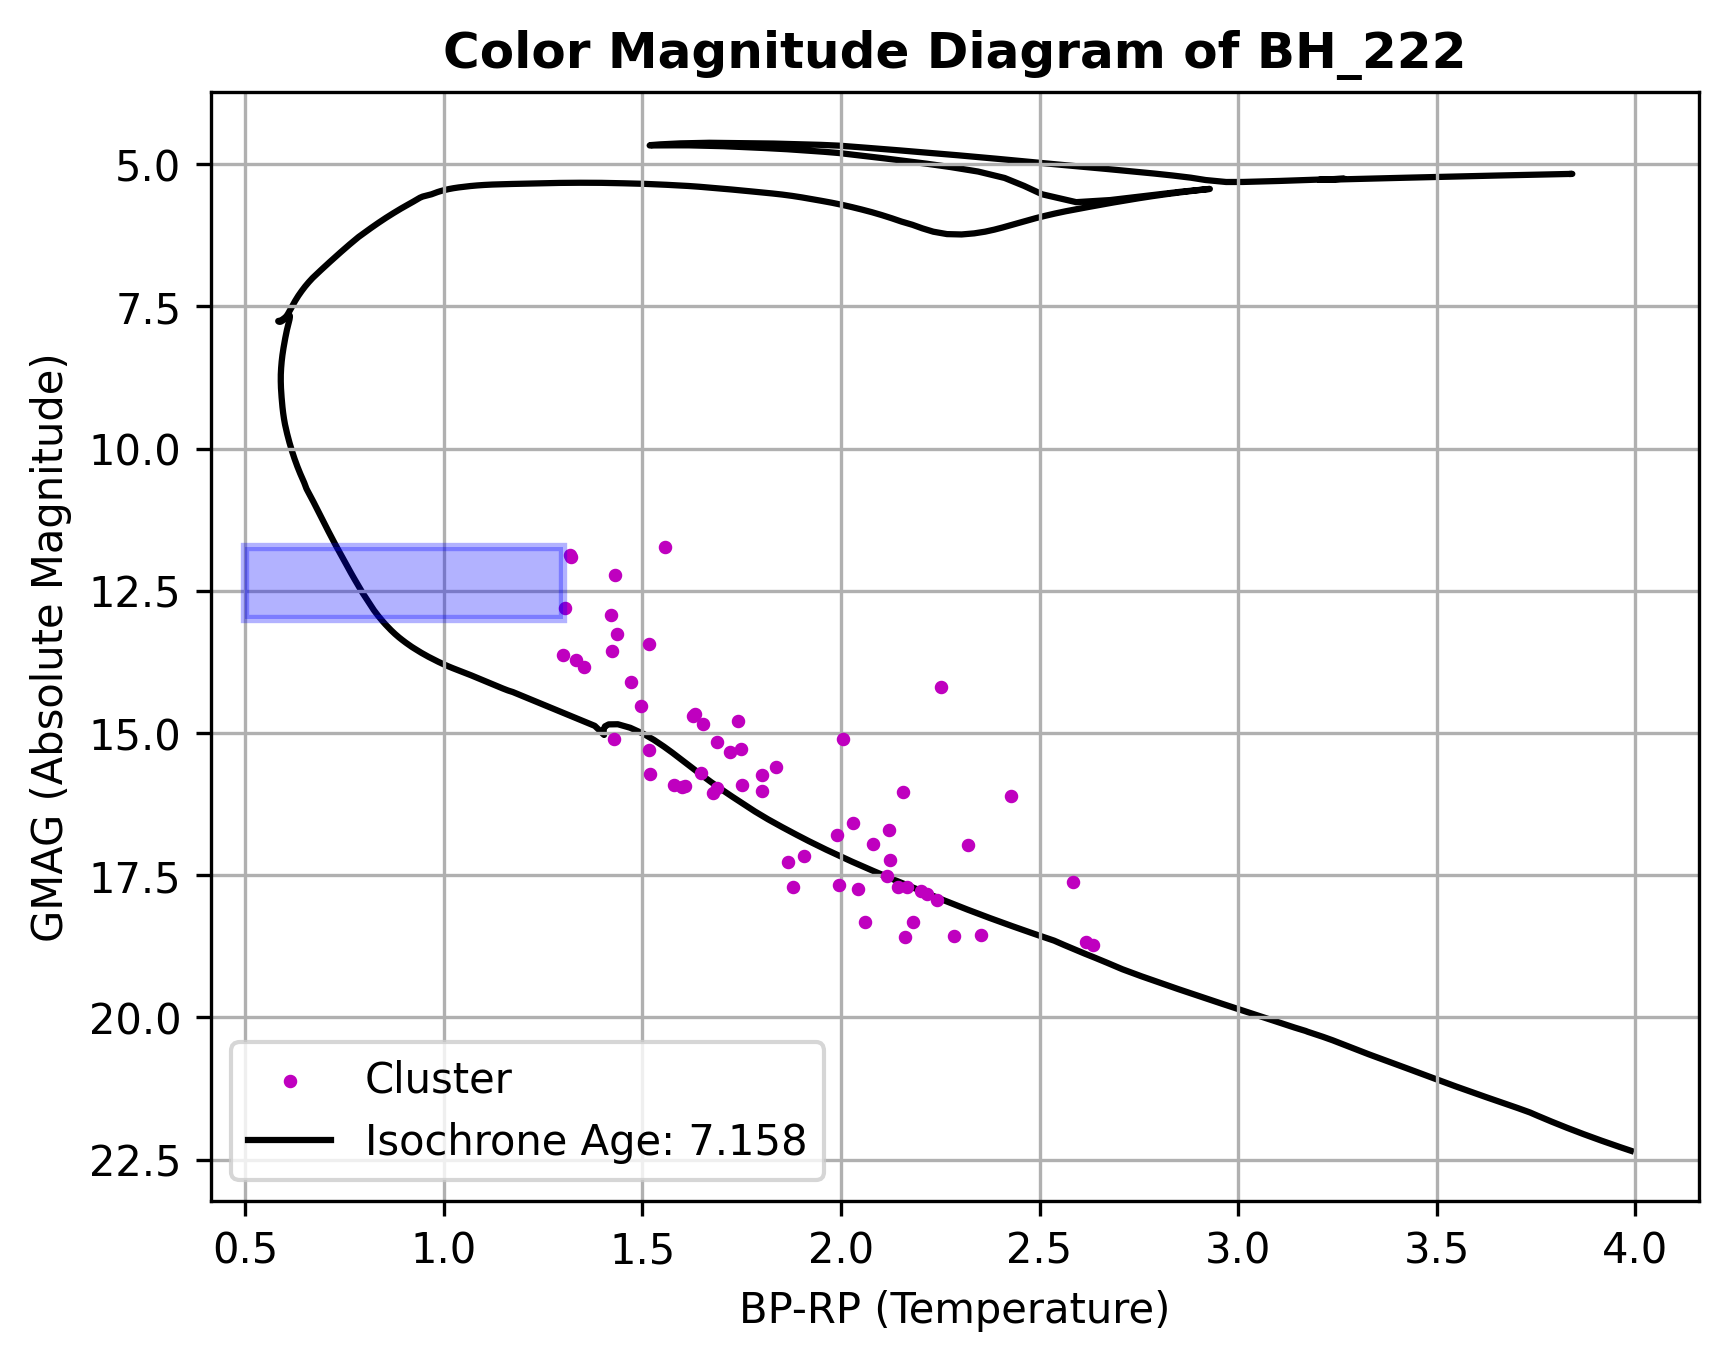 Color Magnitude Diagram of BH_222
GMAG (Absolute Magnitude)
5.0
7.5
10.0
12.5
15.0
17.5
20.0
22.5
Cluster
Isochrone Age: 7.158
0.5 1.0 1.5 2.0 2.5 3.0 3.5 4.0
BP-RP (Temperature)